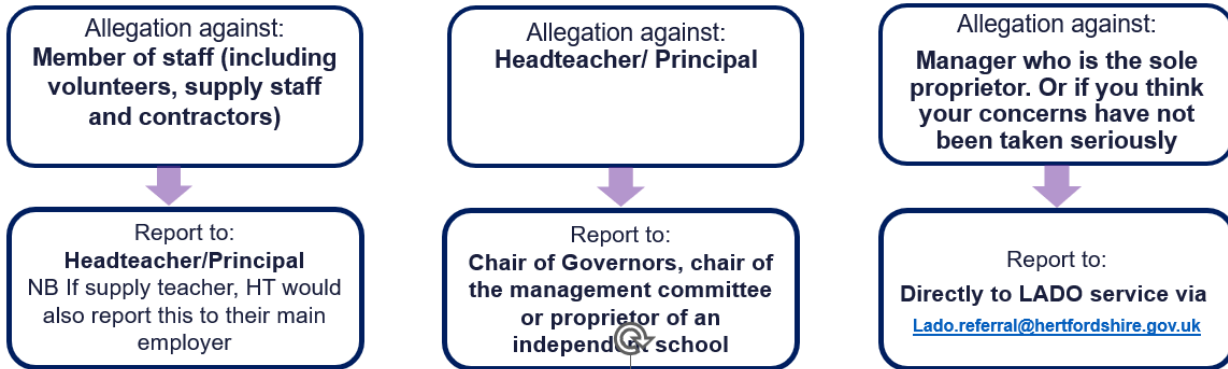 Allegation against:
Member of staff (including
volunteers, supply staff
and contractors)
Report to:
Headteacher/Principal
NB If supply teacher, HT would
also report this to their main
employer
Allegation against:
Headteacher/ Principal
Report to:
Chair of Governors, chair of
the management committee
or proprietor of an
independent school
Allegation against:
Manager who is the sole
proprietor. Or if you think
your concerns have not
been taken seriously
Report to:
Directly to LADO service via
Lado.referral@hertfordshire.gov.uk